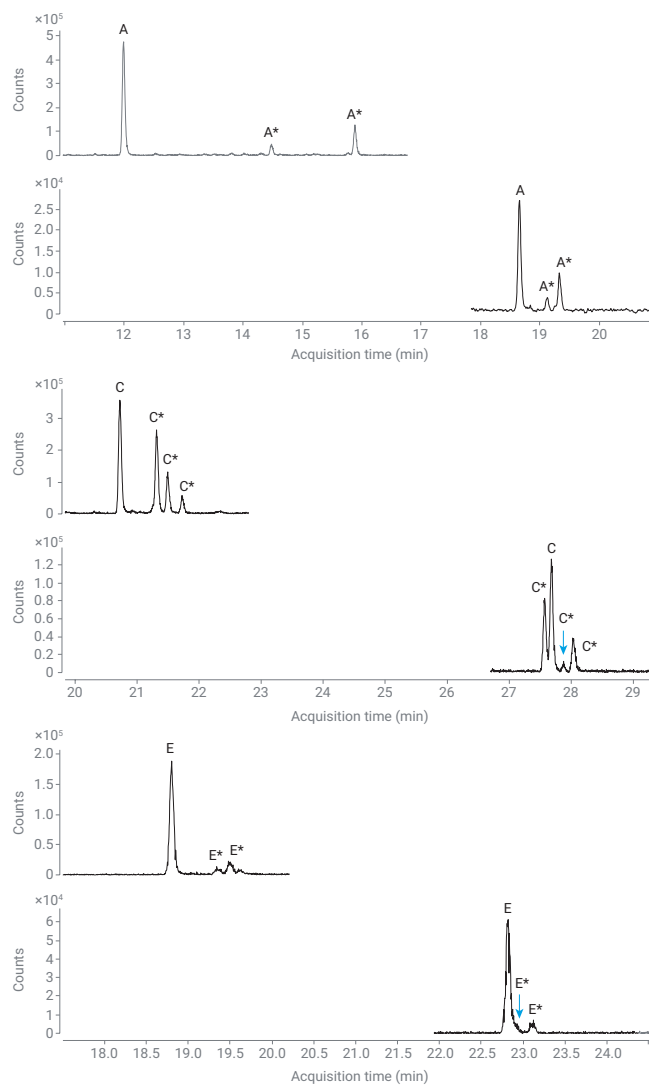 ×10⁵
A
5
4
A*
3
A*
2
1
0
Counts
×10⁴
A
2.5
2.0
A*
1.5
A*
1.0
0.5
0.0
Counts
12 13 14 15 16 17 18 19 20
Acquisition time (min)
×10⁵
C
3
C*
2
C*
1
C*
0
Counts
×10⁵
C
1.2
1.0
0.8
C*
C*
0.6
C*
0.4
0.2
0
Counts
20 21 22 23 24 25 26 27 28 29
Acquisition time (min)
×10⁵
E
2.0
1.5
1.0
E* E*
0.5
0
Counts
×10⁴
E
6
5
4
E*
3
E*
2
1
0
Counts
18.0 18.5 19.0 19.5 20.0 20.5 21.0 21.5 22.0 22.5 23.0 23.5 24.0
Acquisition time (min)